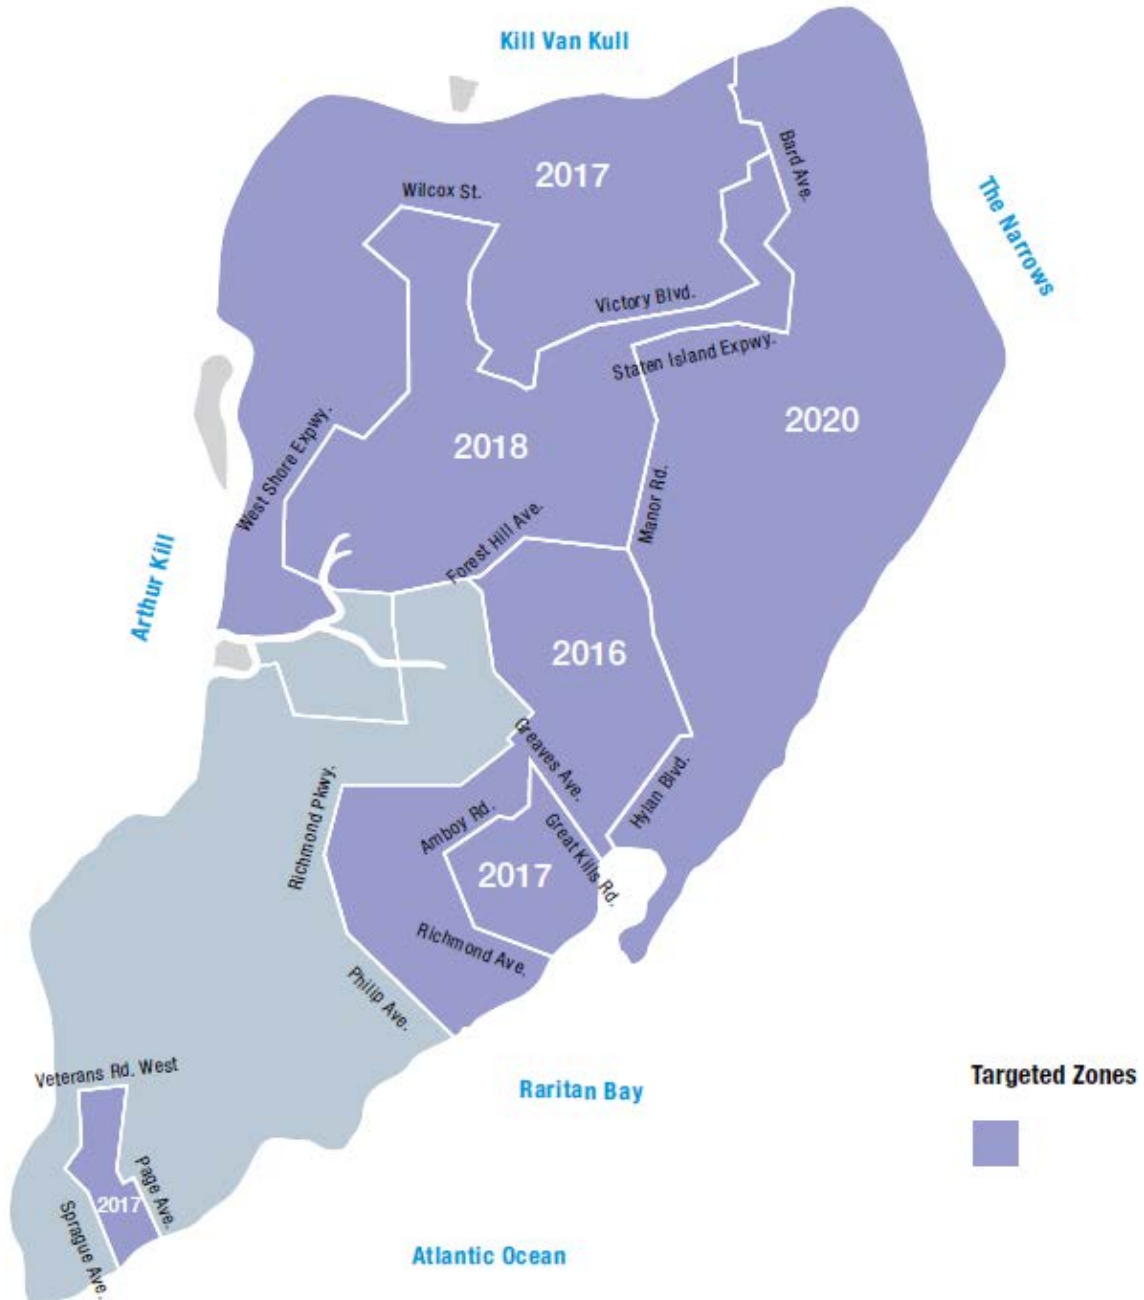 Kill Van Kull
2017
Bard Ave.
Wilcox St.
The Narrows
Victory Blvd.
Staten Island Expwy.
2020
2018
West Shore Expwy.
Manor Rd.
Forest Hill Ave.
Arthur Kill
2016
Greaves Ave.
Richmond Pkwy.
Hylan Blvd.
Amboy Rd.
Great Kills Rd.
2017
Richmond Ave.
Philip Ave.
Veterans Rd. West
Raritan Bay
Targeted Zones
Page Ave.
2017
Sprague Ave.
Atlantic Ocean